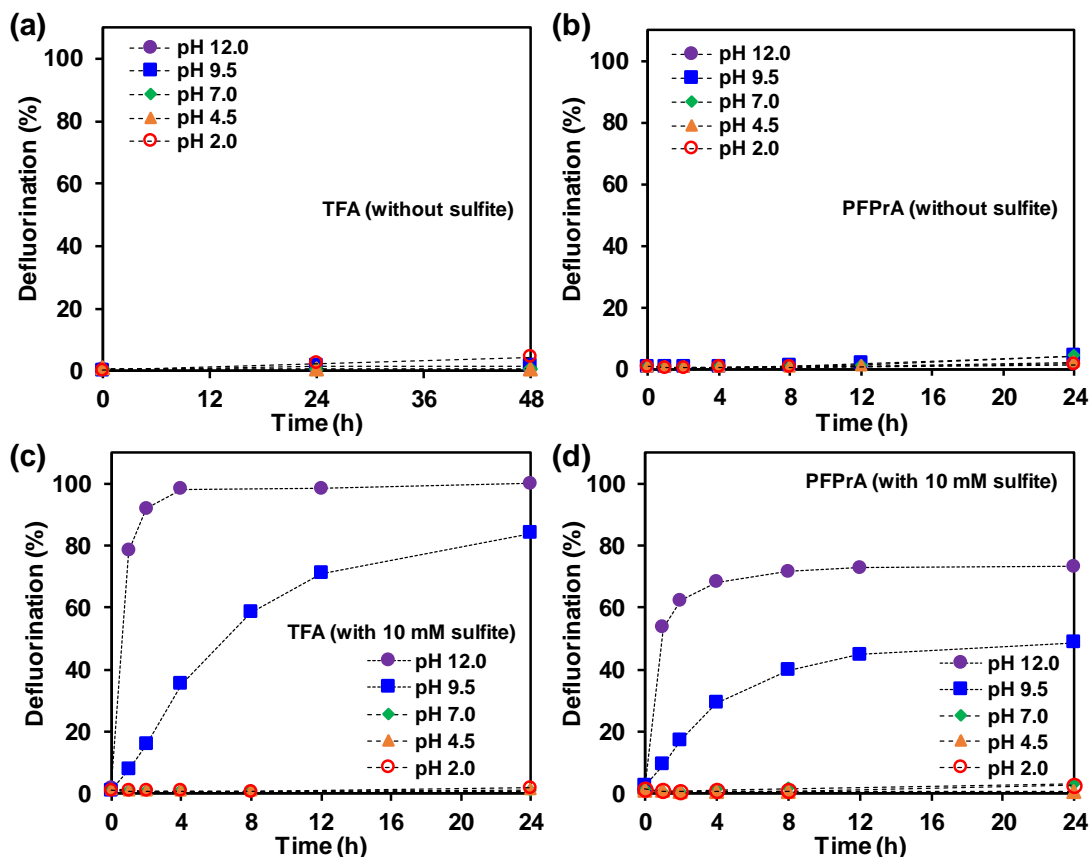 (a)
Defluorination (%)
100
80
60
40
20
0
pH 12.0
pH 9.5
pH 7.0
pH 4.5
pH 2.0
TFA (without sulfite)
0 12 24 36 48
Time (h)
(b)
Defluorination (%)
100
80
60
40
20
0
pH 12.0
pH 9.5
pH 7.0
pH 4.5
pH 2.0
PFPrA (without sulfite)
0 4 8 12 16 20 24
Time (h)
(c)
Defluorination (%)
100
80
60
40
20
0
TFA (with 10 mM sulfite)
pH 12.0
pH 9.5
pH 7.0
pH 4.5
pH 2.0
0 4 8 12 16 20 24
Time (h)
(d)
Defluorination (%)
100
80
60
40
20
0
PFPrA (with 10 mM sulfite)
pH 12.0
pH 9.5
pH 7.0
pH 4.5
pH 2.0
0 4 8 12 16 20 24
Time (h)